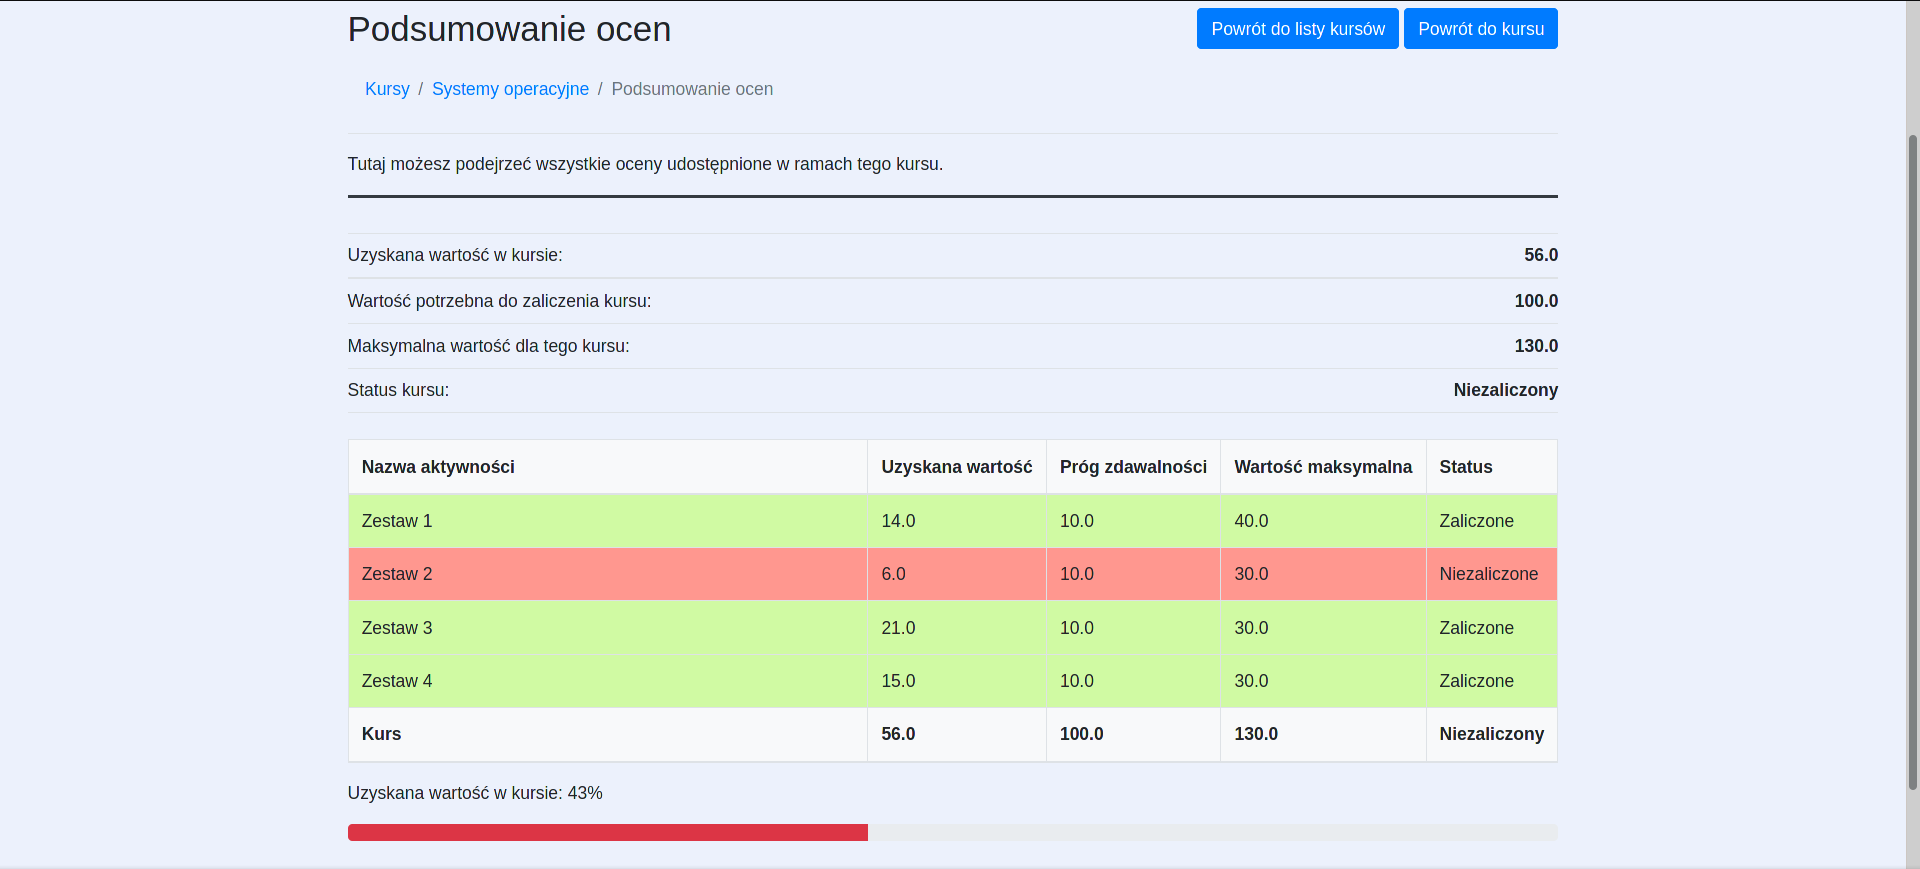 Podsumowanie ocen
Powrót do listy kursów Powrót do kursu
Kursy / Systemy operacyjne / Podsumowanie ocen
Tutaj możesz podejrzeć wszystkie oceny udostępnione w ramach tego kursu.
Uzyskana wartość w kursie: 56.0
Wartość potrzebna do zaliczenia kursu: 100.0
Maksymalna wartość dla tego kursu: 130.0
Status kursu: Niezaliczony
Nazwa aktywności Uzyskana wartość Próg zdawalności Wartość maksymalna Status
Zestaw 1 14.0 10.0 40.0 Zaliczone
Zestaw 2 6.0 10.0 30.0 Niezaliczone
Zestaw 3 21.0 10.0 30.0 Zaliczone
Zestaw 4 15.0 10.0 30.0 Zaliczone
Kurs 56.0 100.0 130.0 Niezaliczony
Uzyskana wartość w kursie: 43%